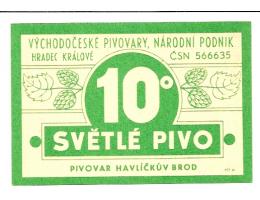 VÝCHODOČESKÉ PIVOVARY, NÁRODNÍ PODNIK
HRADEC KRÁLOVÉ ČSN 566635
10°
SVĚTLÉ PIVO
PIVOVAR HAVLÍČKŮV BROD